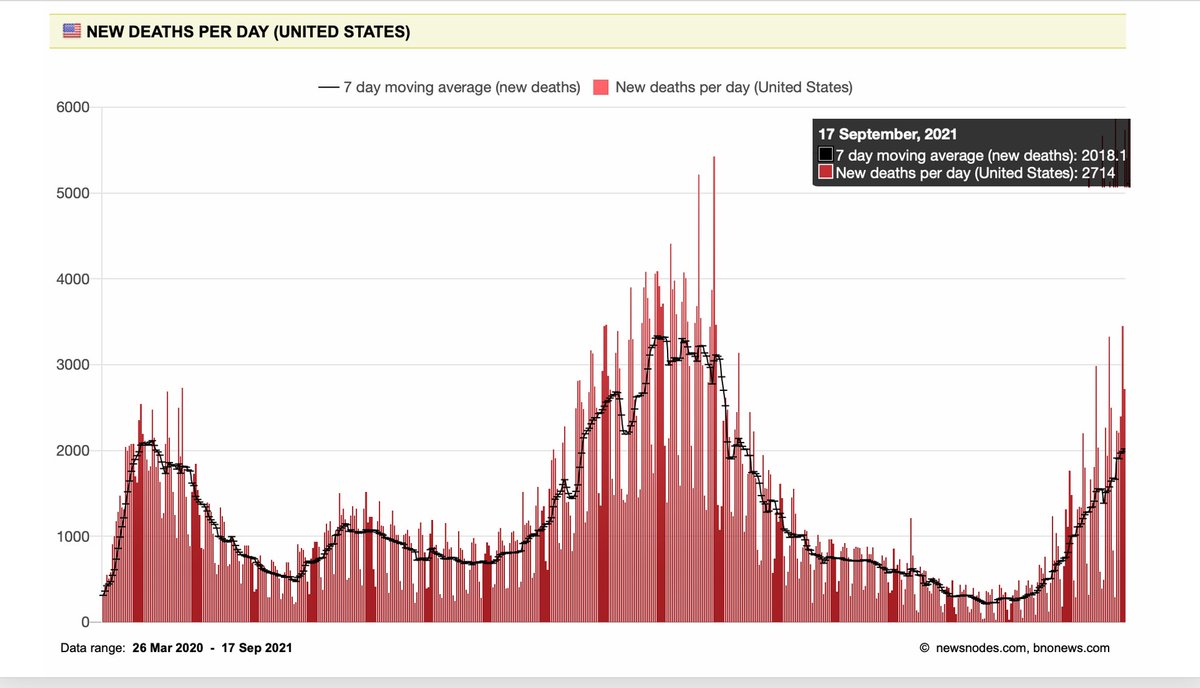 NEW DEATHS PER DAY (UNITED STATES)
7 day moving average (new deaths) New deaths per day (United States)
6000
17 September, 2021
7 day moving average (new deaths): 2018.1
New deaths per day (United States): 2714
5000
4000
3000
2000
1000
0
Data range: 26 Mar 2020 - 17 Sep 2021 © newsnodes.com, bnonews.com